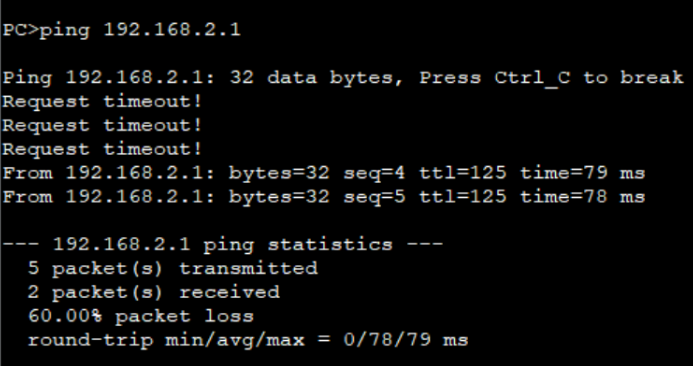 PC>ping 192.168.2.1
Ping 192.168.2.1: 32 data bytes, Press Ctrl_C to break
Request timeout!
Request timeout!
Request timeout!
From 192.168.2.1: bytes=32 seq=4 ttl=125 time=79 ms
From 192.168.2.1: bytes=32 seq=5 ttl=125 time=78 ms
--- 192.168.2.1 ping statistics ---
5 packet(s) transmitted
2 packet(s) received
60.00% packet loss
round-trip min/avg/max = 0/78/79 ms